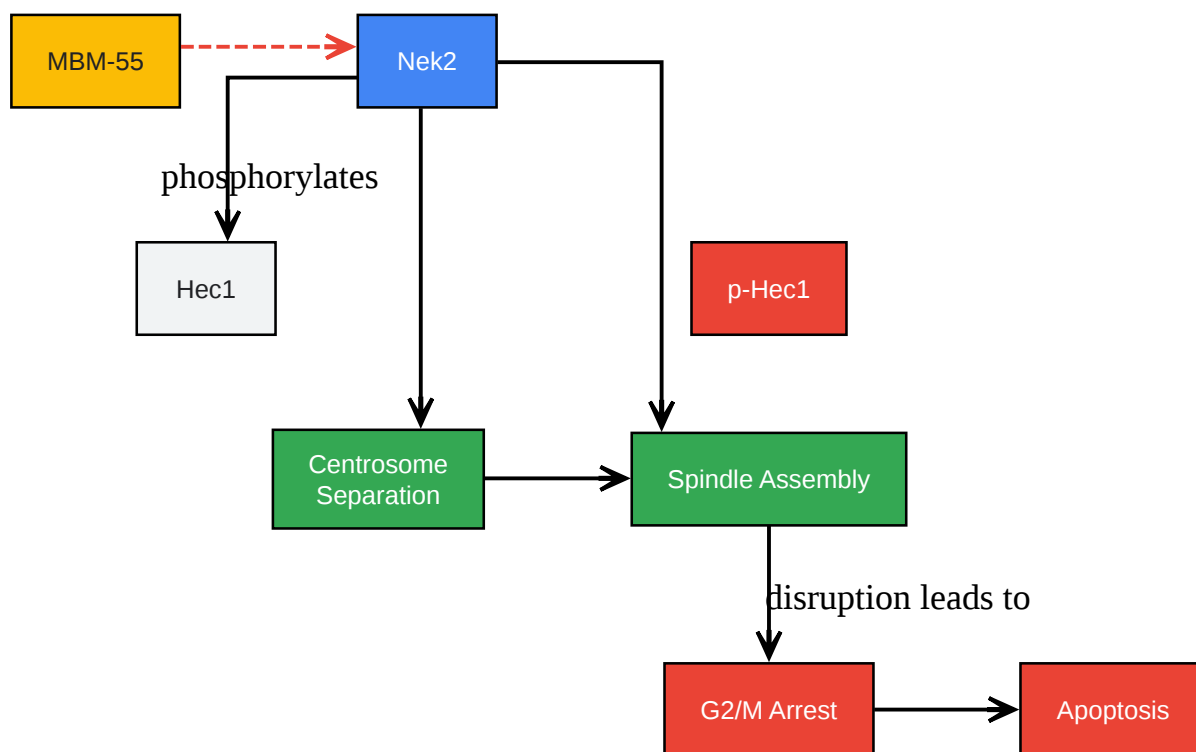 MBM-55
Nek2
phosphorylates
Hec1
p-Hec1
Centrosome
Separation
Spindle Assembly
disruption leads to
G2/M Arrest
Apoptosis